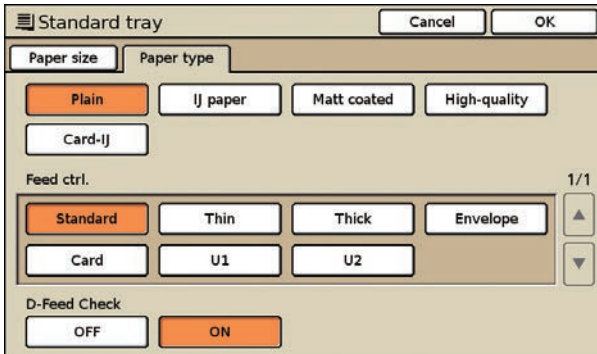 Standard tray Cancel OK
Paper size Paper type
Plain IJ paper Matt coated High-quality
Card-IJ
Feed ctrl. 1/1
Standard Thin Thick Envelope
Card U1 U2
D-Feed Check
OFF ON